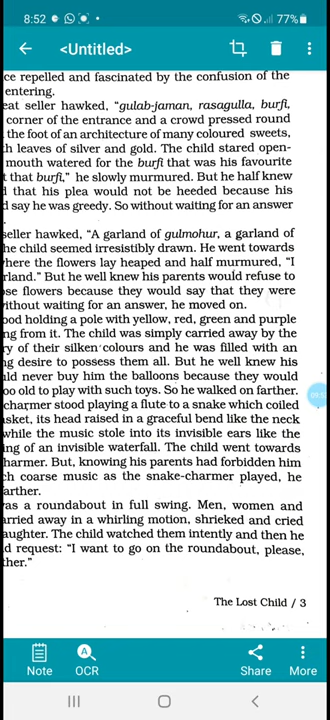 8:52
77%
<Untitled>
ce repelled and fascinated by the confusion of the
entering.
eat seller hawked, “gulab-jaman, rasagulla, burfi,
corner of the entrance and a crowd pressed round
the foot of an architecture of many coloured sweets,
h leaves of silver and gold. The child stared open-
mouth watered for the burfi that was his favourite
t that burfi,” he slowly murmured. But he half knew
d that his plea would not be heeded because his
d say he was greedy. So without waiting for an answer
.
seller hawked, “A garland of gulmohur, a garland of
he child seemed irresistibly drawn. He went towards
here the flowers lay heaped and half murmured, “I
rland.” But he well knew his parents would refuse to
se flowers because they would say that they were
ithout waiting for an answer, he moved on.
ood holding a pole with yellow, red, green and purple
ng from it. The child was simply carried away by the
ry of their silken colours and he was filled with an
ng desire to possess them all. But he well knew his
ld never buy him the balloons because they would
oo old to play with such toys. So he walked on farther.
charmer stood playing a flute to a snake which coiled
asket, its head raised in a graceful bend like the neck
while the music stole into its invisible ears like the
ing of an invisible waterfall. The child went towards
harmer. But, knowing his parents had forbidden him
ch coarse music as the snake-charmer played, he
arther.
as a roundabout in full swing. Men, women and
arried away in a whirling motion, shrieked and cried
aughter. The child watched them intently and then he
d request: “I want to go on the roundabout, please,
ther.”
The Lost Child / 3
Note
OCR
Share
More